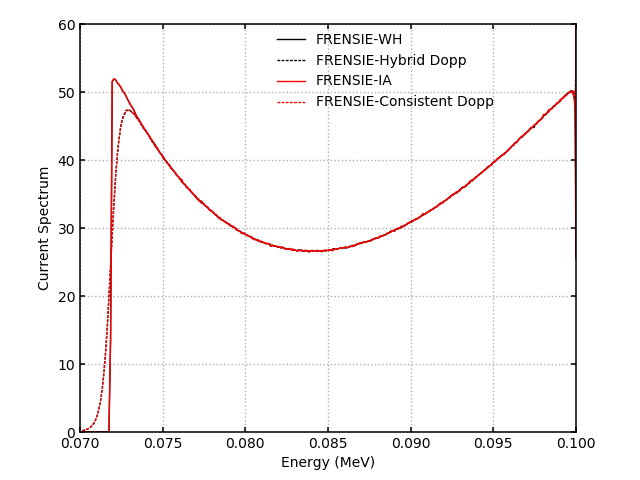 60
50
40
30
20
10
0
Current Spectrum
FRENSIE-WH
FRENSIE-Hybrid Dopp
FRENSIE-IA
FRENSIE-Consistent Dopp
0.070 0.075 0.080 0.085 0.090 0.095 0.100
Energy (MeV)